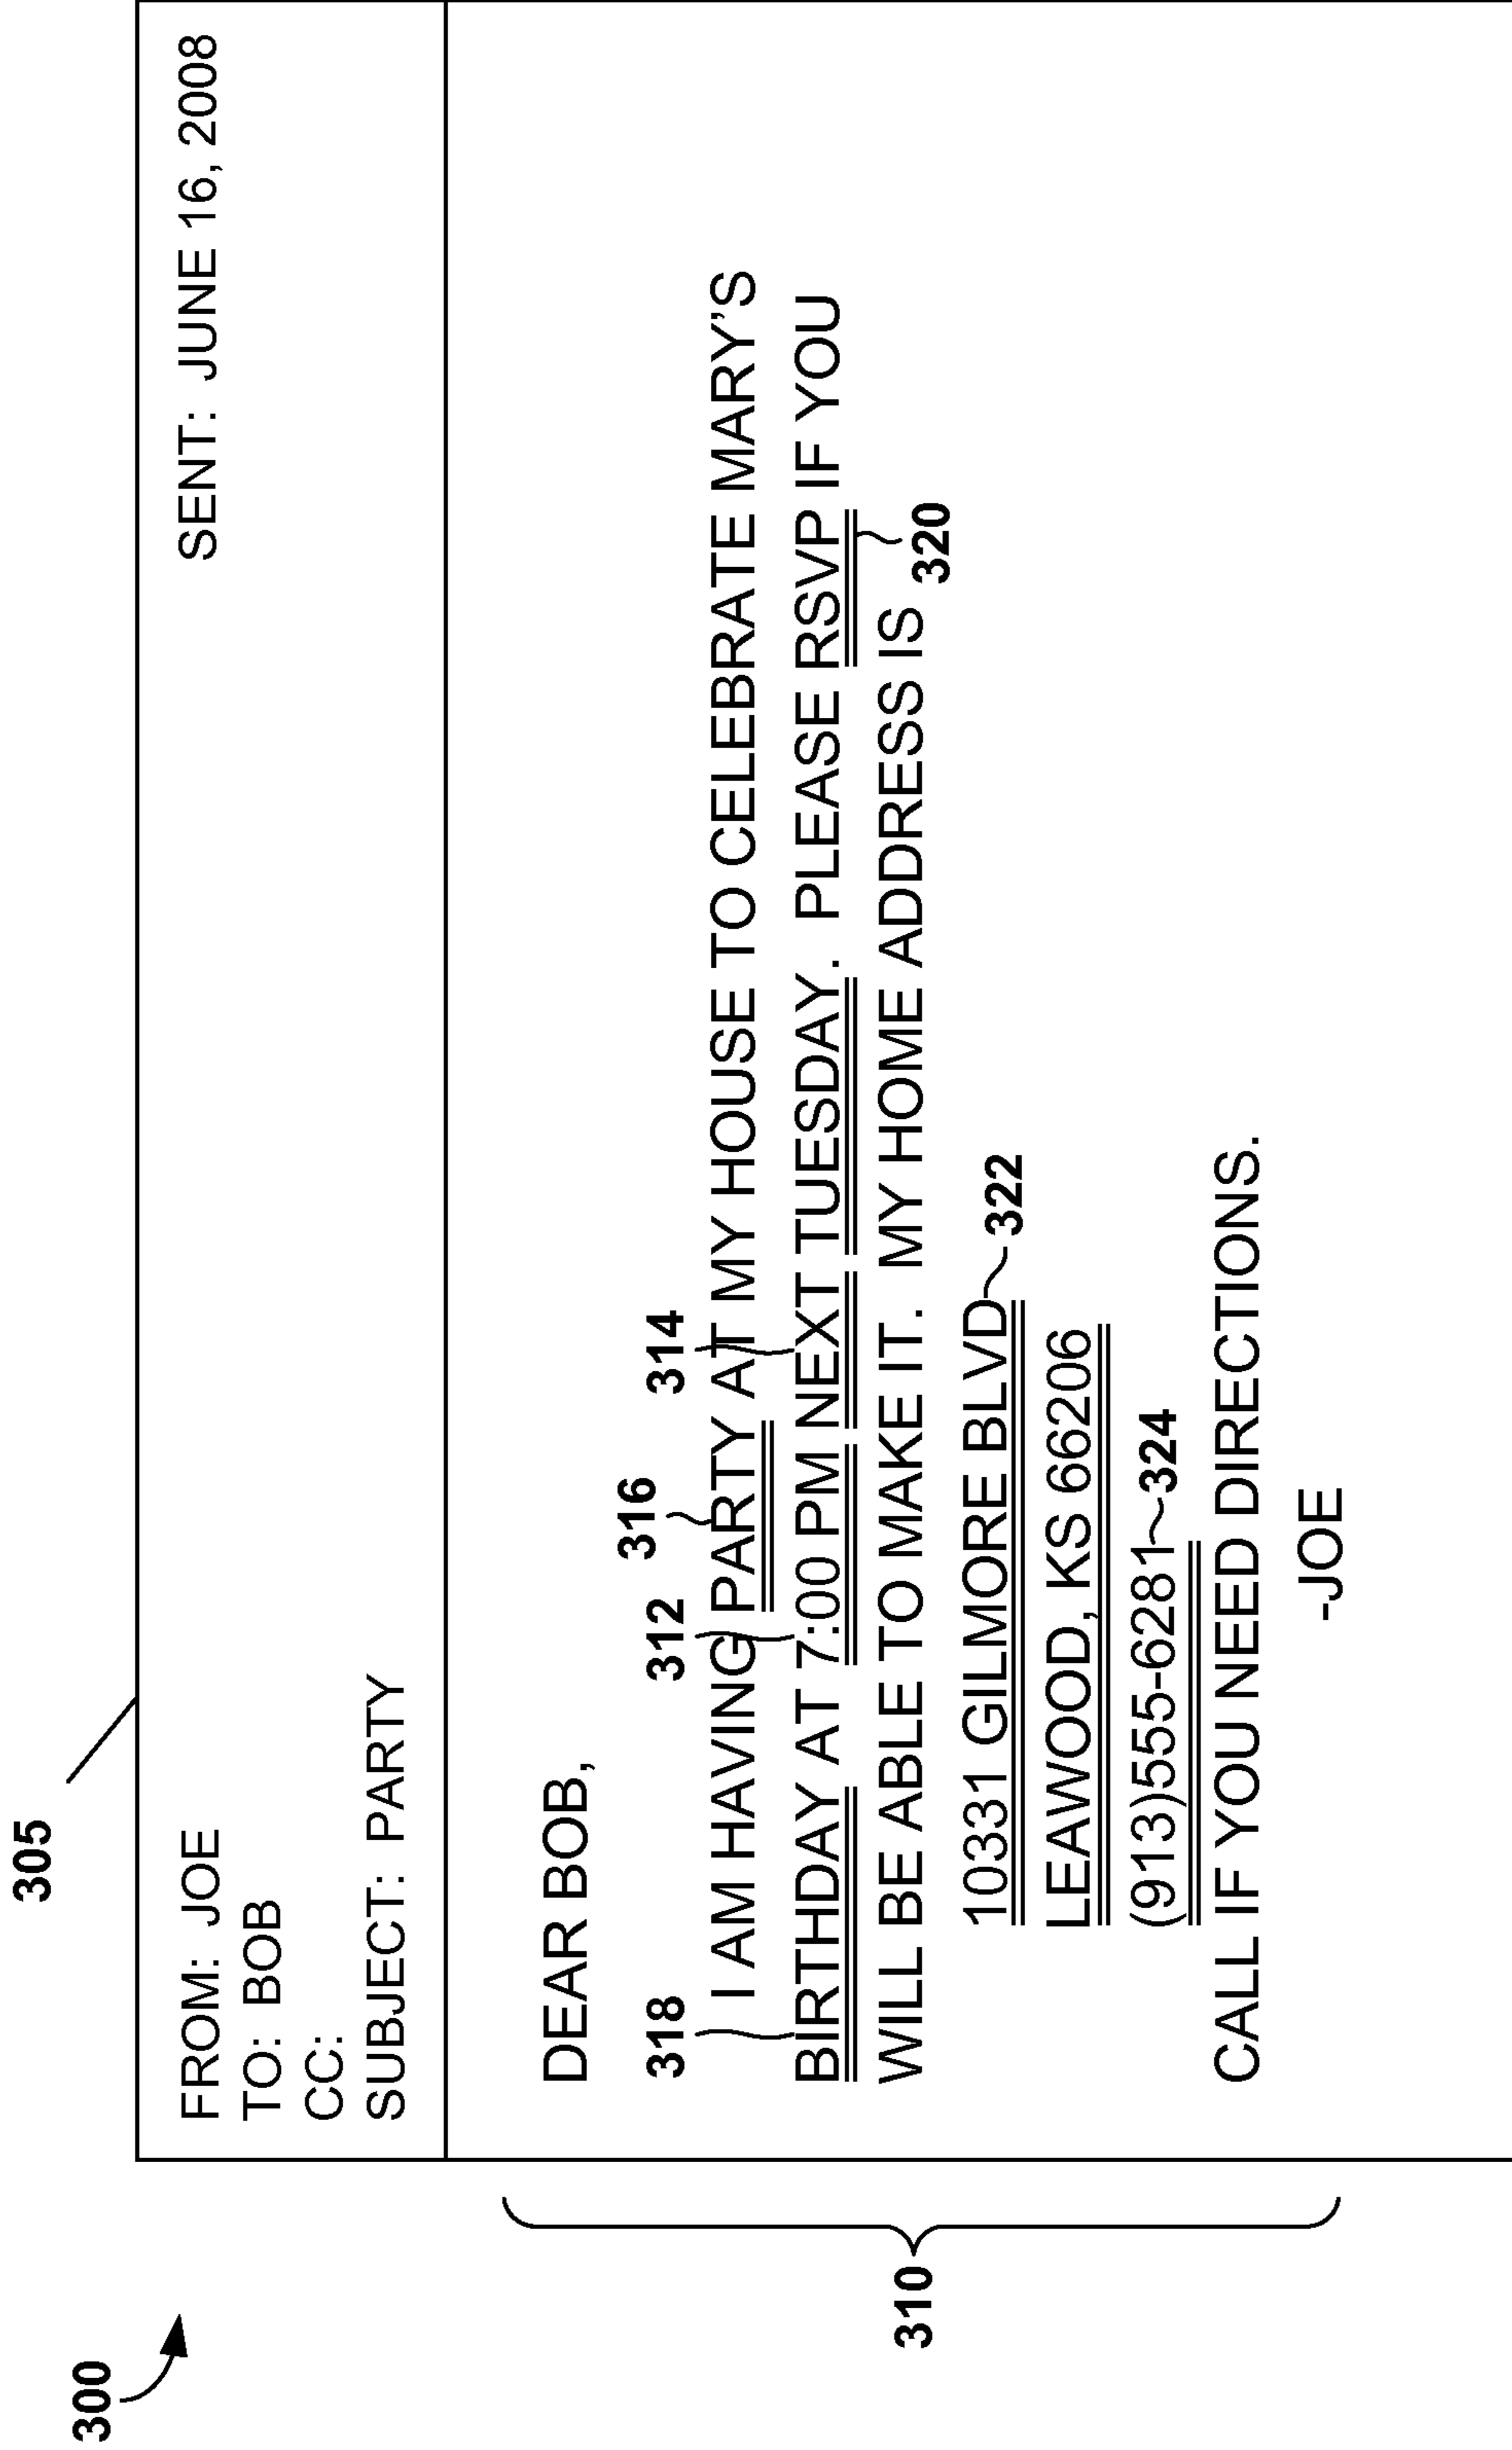 300
305
FROM: JOE
SENT: JUNE 16, 2008
TO: BOB
CC:
SUBJECT: PARTY
310
DEAR BOB,
318
312
316
314
I AM HAVING PARTY AT MY HOUSE TO CELEBRATE MARY'S
BIRTHDAY AT 7:00 PM NEXT TUESDAY. PLEASE RSVP IF YOU
WILL BE ABLE TO MAKE IT. MY HOME ADDRESS IS
320
10331 GILMORE BLVD
322
LEAWOOD, KS 66206
(913)555-6281
324
CALL IF YOU NEED DIRECTIONS.
-JOE